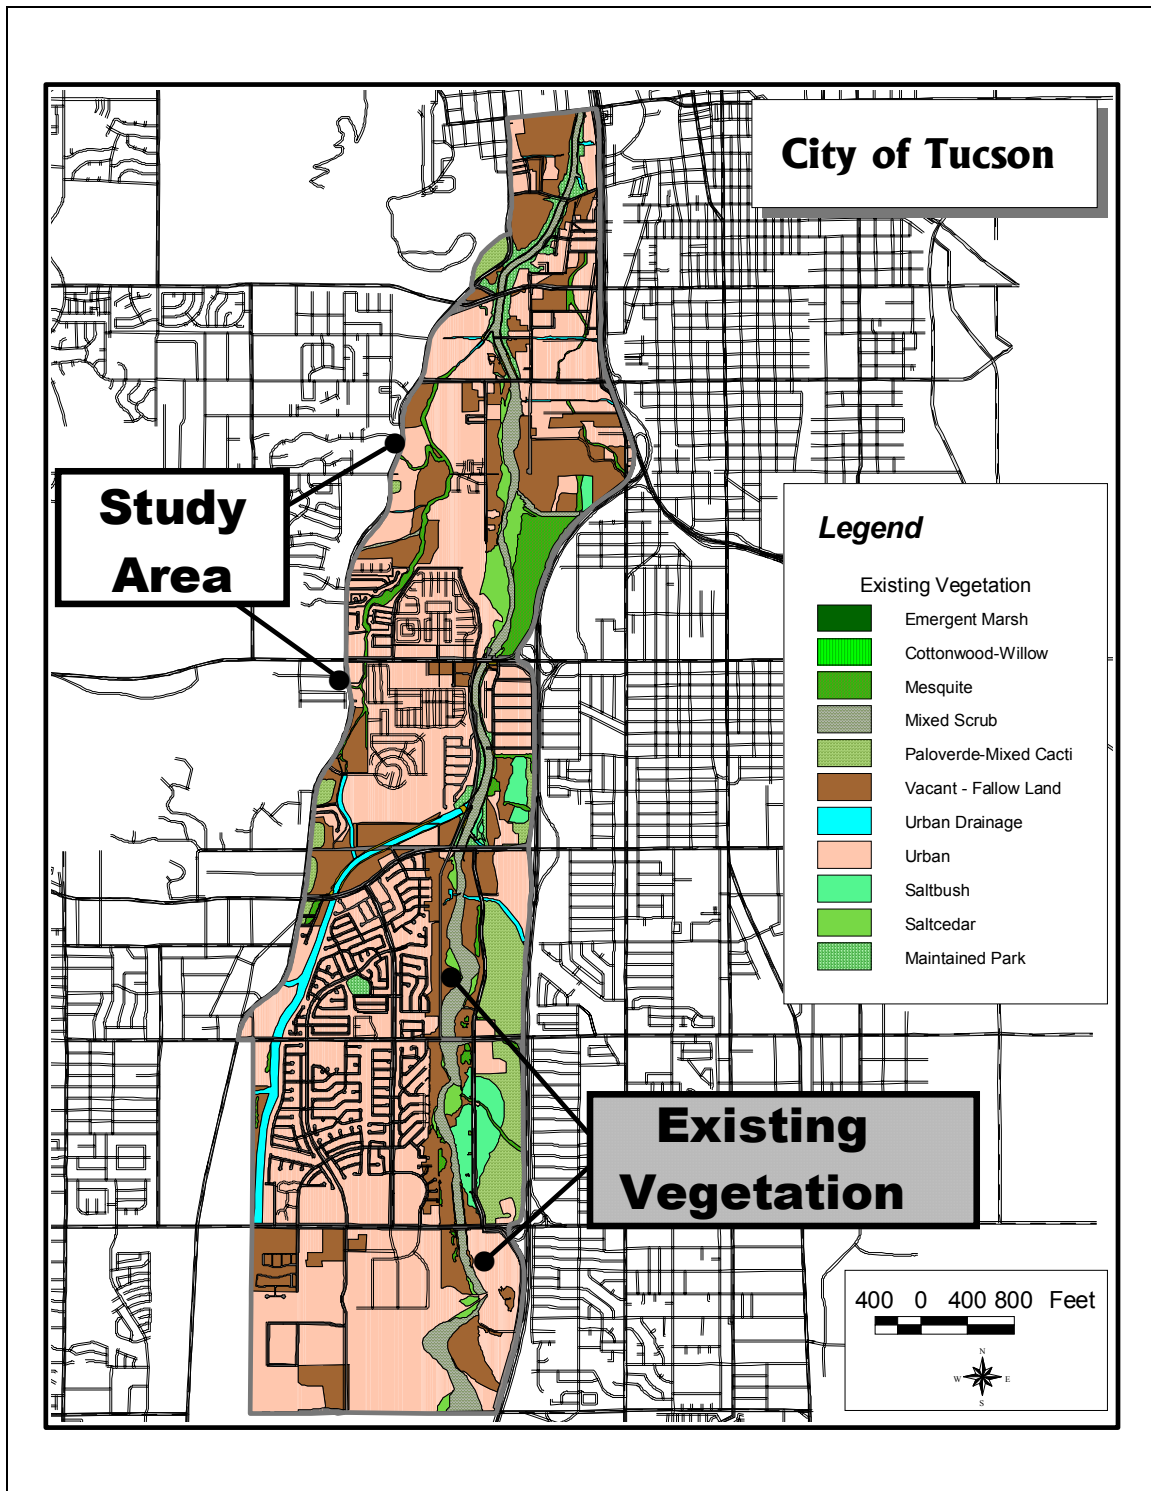 City of Tucson
Study
Area
Legend
Existing Vegetation
Emergent Marsh
Cottonwood-Willow
Mesquite
Mixed Scrub
Paloverde-Mixed Cacti
Vacant - Fallow Land
Urban Drainage
Urban
Saltbush
Saltcedar
Maintained Park
Existing
Vegetation
400 0 400 800 Feet
N
W E
S